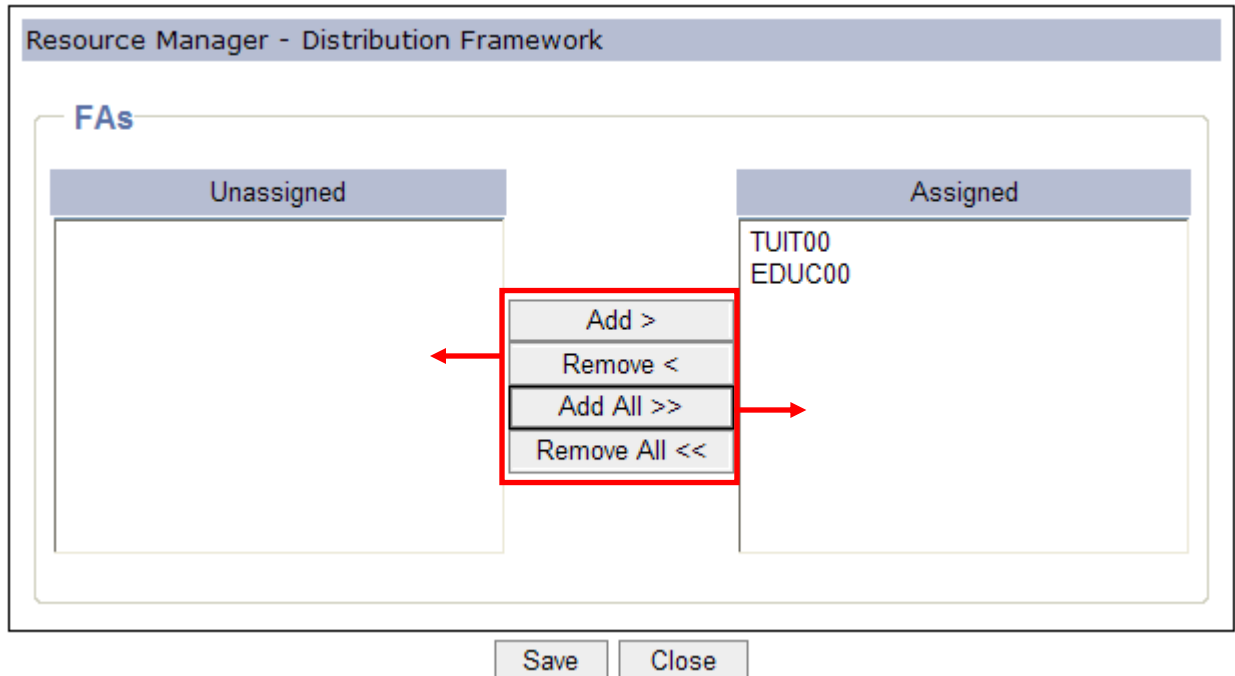 Resource Manager - Distribution Framework
FAs
Unassigned
Assigned
TUIT00
EDUC00
Add >
Remove <
Add All >>
Remove All <<
Save
Close